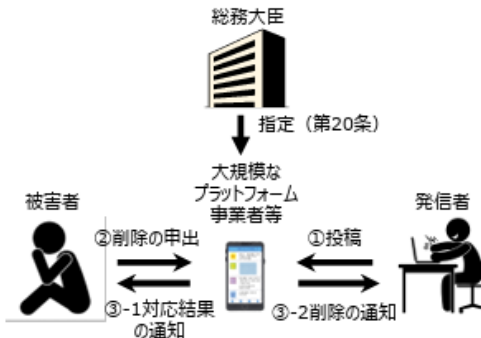 総務大臣
指定（第20条）
大規模な
プラットフォーム
事業者等
被害者
発信者
②削除の申出
①投稿
③-1対応結果
の通知
③-2削除の通知